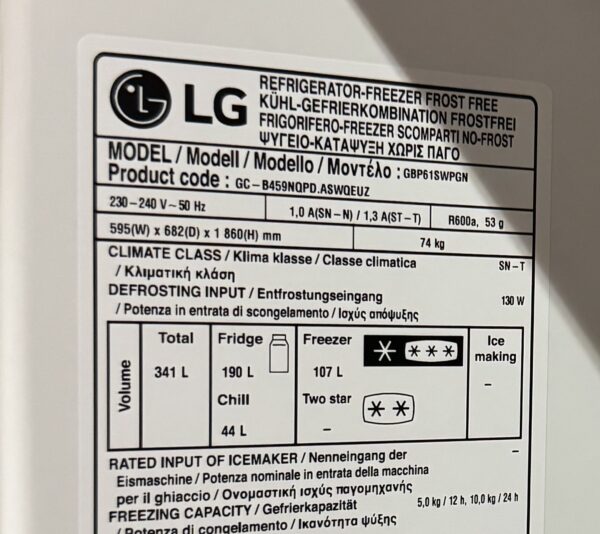 LG
REFRIGERATOR-FREEZER FROST FREE
KÜHL-GEFRIERKOMBINATION FROSTFREI
FRIGORIFERO-FREEZER SCOMPARTI NO-FROST
ΨΥΓΕΙΟ-ΚΑΤΑΨΥΞΗ ΧΩΡΙΣ ΠΑΓΟ
MODEL / Modell / Modello / Μοντέλο : GBP61SWPGN
Product code : GC-B459NQPD.ASWQEUZ
230-240 V~50 Hz 1,0 A(SN-N) / 1,3 A(ST-T) R600a, 53 g
595(W) x 682(D) x 1 860(H) mm 74 kg
CLIMATE CLASS / Klima klasse / Classe climatica SN-T
/ Κλιματική κλάση
DEFROSTING INPUT / Entfrostungseingang 130 W
/ Potenza in entrata di scongelamento / Ισχύς απόψυξης
Volume
Total Fridge Freezer Ice
making
341 L 190 L 107 L –
Chill Two star
44 L –
RATED INPUT OF ICEMAKER / Nenneingang der –
Eismaschine / Potenza nominale in entrata della macchina
per il ghiaccio / Ονομαστική ισχύς παγομηχανής
FREEZING CAPACITY / Gefrierkapazität 5,0 kg / 12 h, 10,0 kg / 24 h
/ Potenza di congelamento / Ικανότητα ψύξης